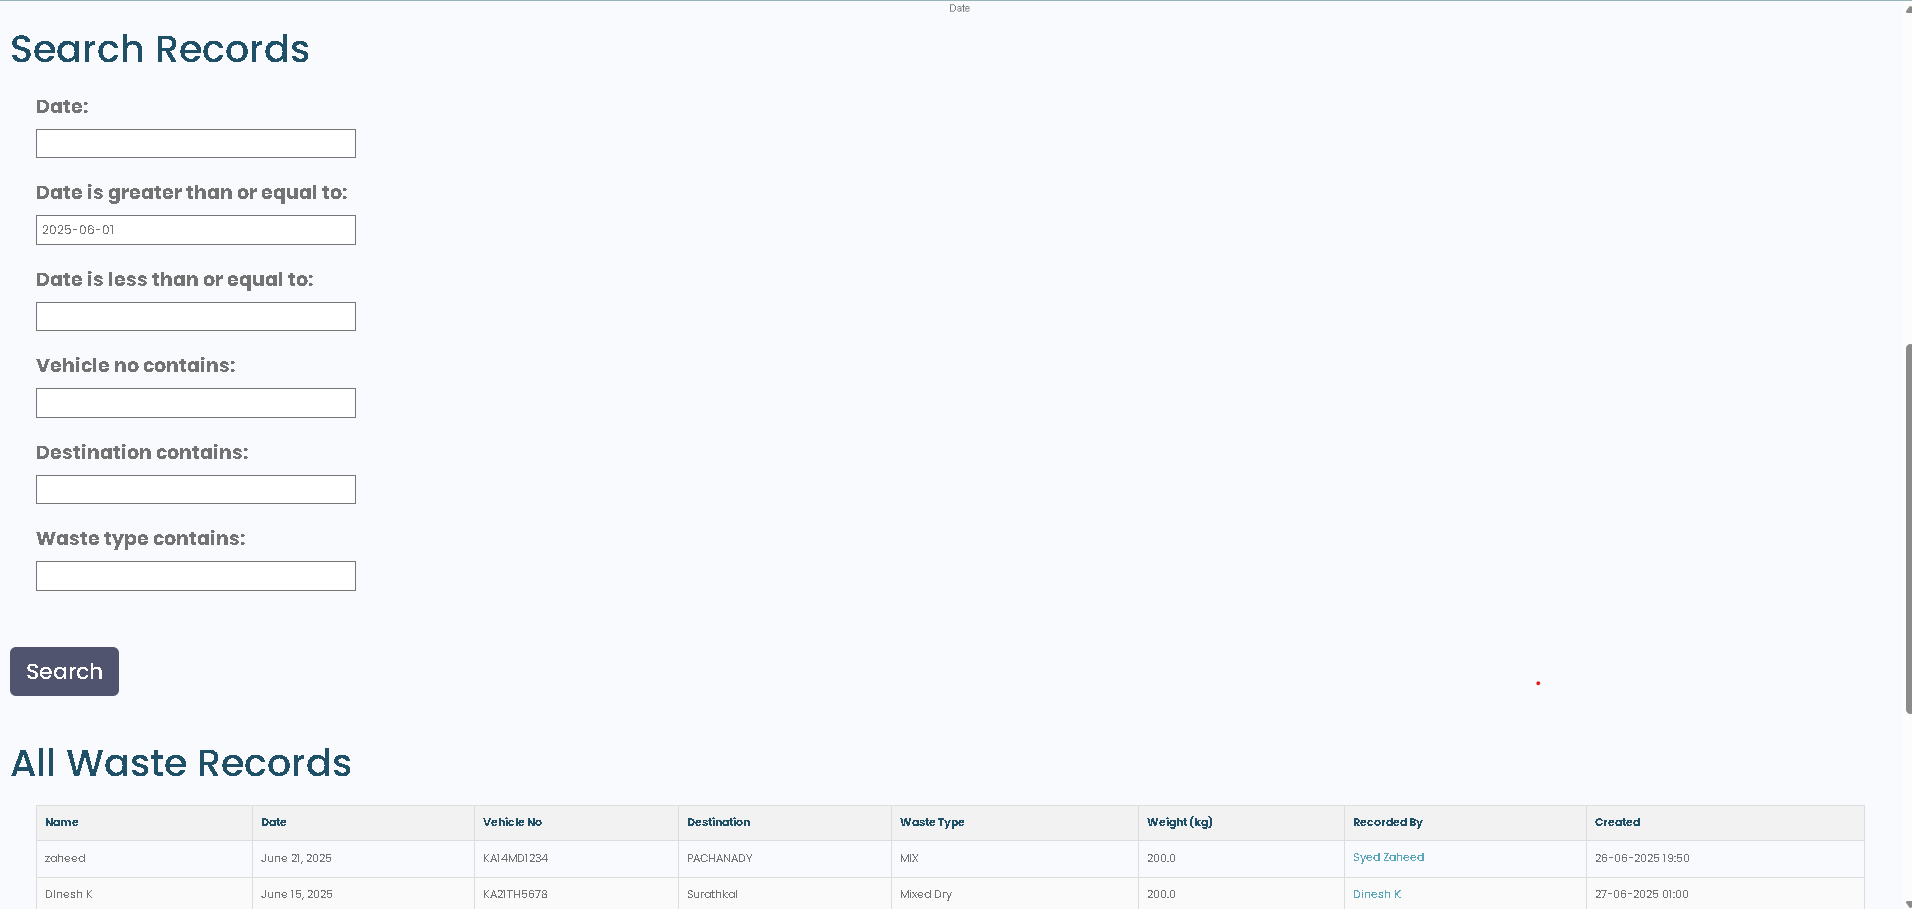 Date
Search Records
Date:
Date is greater than or equal to:
2025-06-01
Date is less than or equal to:
Vehicle no contains:
Destination contains:
Waste type contains:
Search
All Waste Records
Name Date Vehicle No Destination Waste Type Weight (kg) Recorded By Created
zaheed June 21, 2025 KA14MD1234 PACHANADY MIX 200.0 Syed Zaheed 26-06-2025 19:50
Dinesh K June 15, 2025 KA21TH5678 Surathkal Mixed Dry 200.0 Dinesh K 27-06-2025 01:00